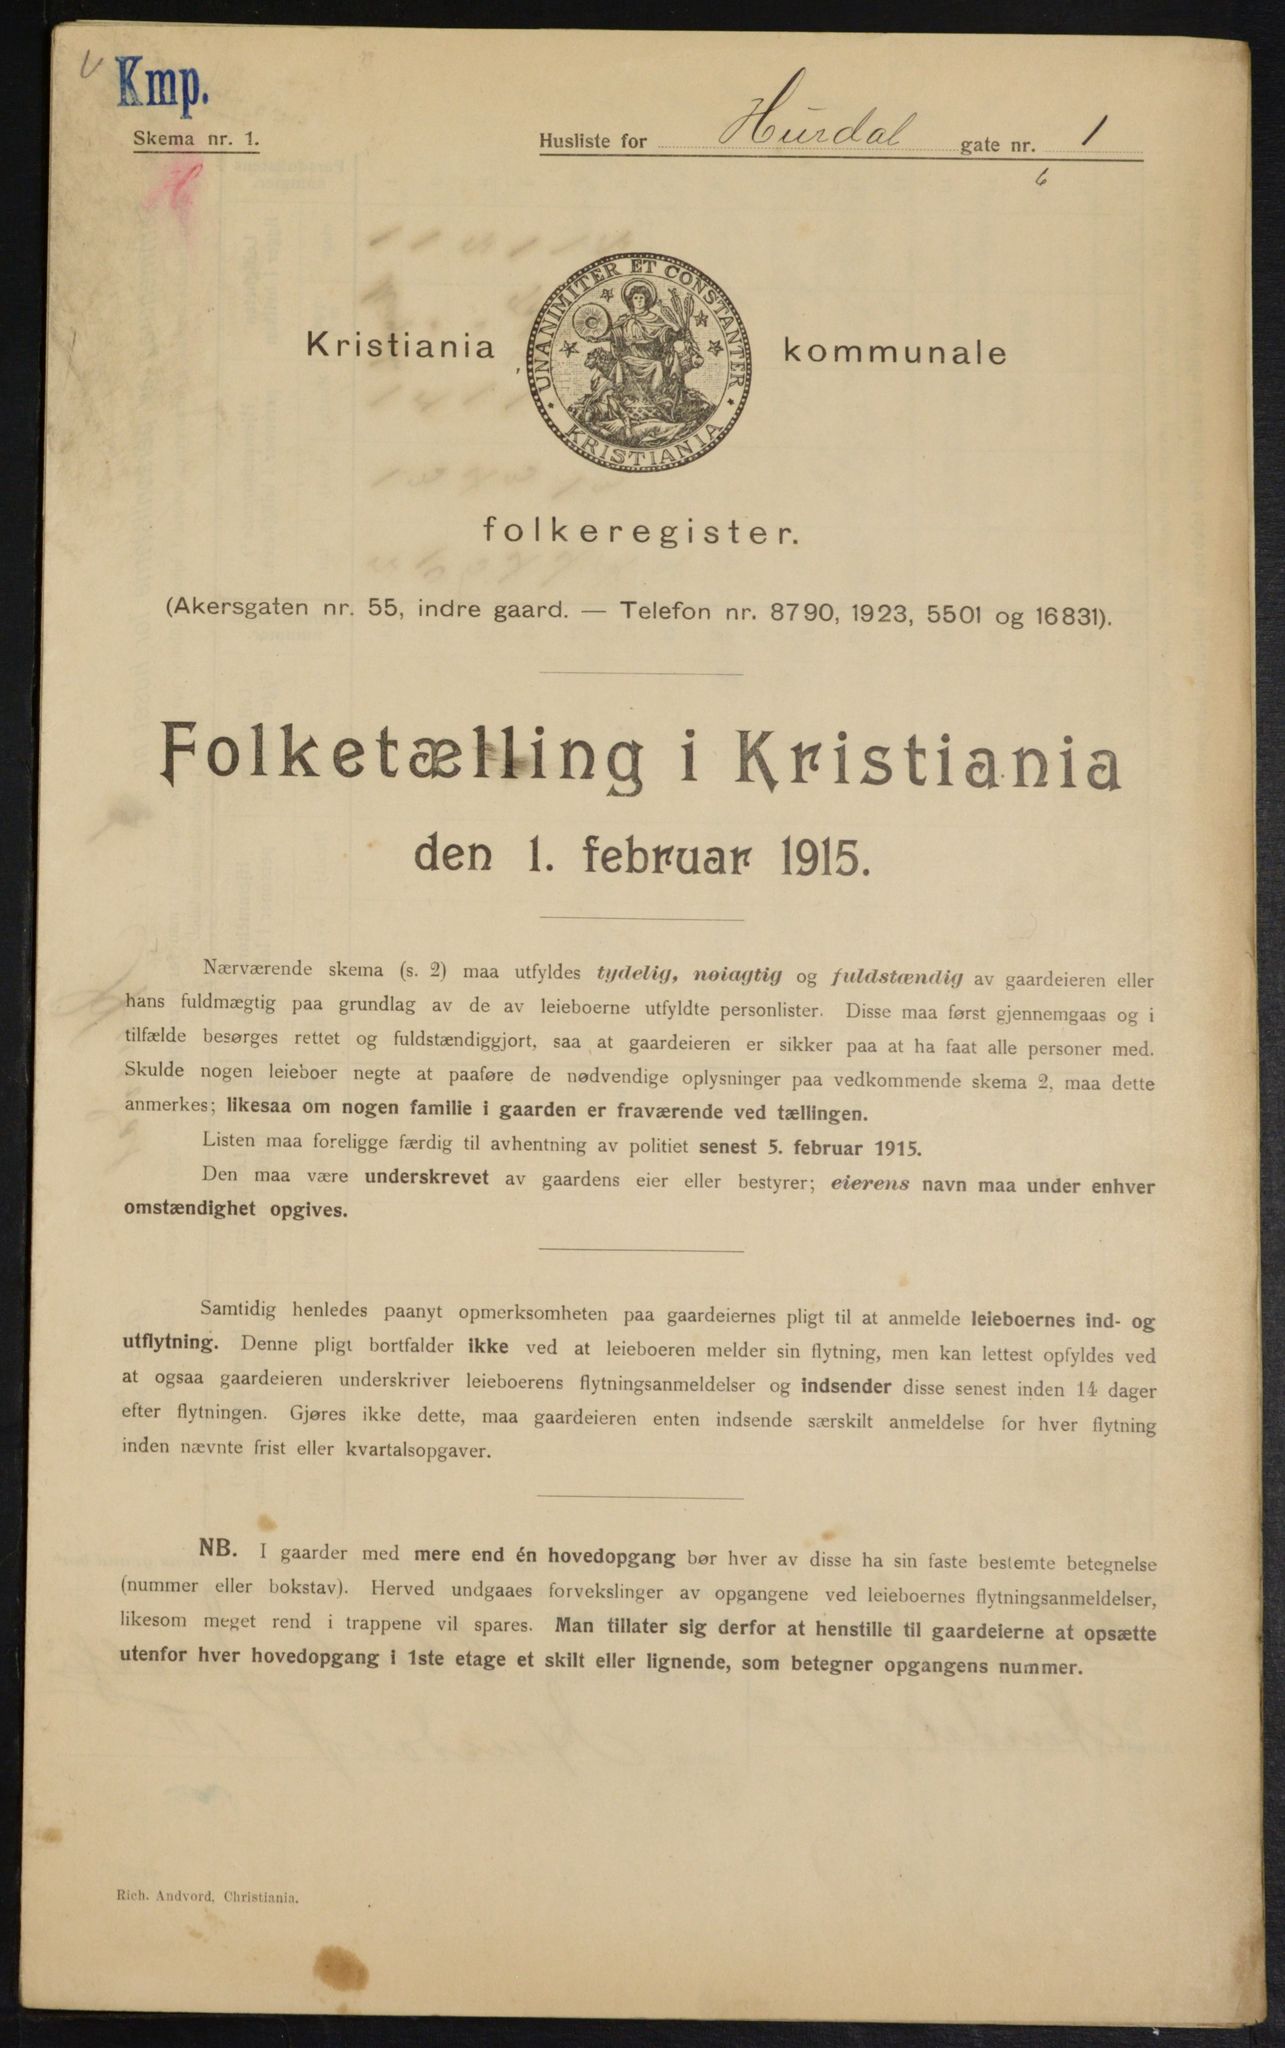 Kmp.
Skema nr. 1.
Husliste for Hurdal gate nr. 1
H
6
UNANIMITER ET CONSTANTER
KRISTIANIA
Kristiania kommunale
folkeregister.
(Akersgaten nr. 55, indre gaard. — Telefon nr. 8790, 1923, 5501 og 16831).
Folketælling i Kristiania
den 1. februar 1915.
Nærværende skema (s. 2) maa utfyldes tydelig, nøiagtig og fuldstændig av gaardeieren eller
hans fuldmægtig paa grundlag av de av leieboerne utfyldte personlister. Disse maa først gjennemgaas og i
tilfælde besørges rettet og fuldstændiggjort, saa at gaardeieren er sikker paa at ha faat alle personer med.
Skulde nogen leieboer negte at paaføre de nødvendige oplysninger paa vedkommende skema 2, maa dette
anmerkes; likesaa om nogen familie i gaarden er fraværende ved tællingen.
Listen maa foreligge færdig til avhentning av politiet senest 5. februar 1915.
Den maa være underskrevet av gaardens eier eller bestyrer; eierens navn maa under enhver
omstændighet opgives.
Samtidig henledes paanyt opmerksomheten paa gaardeiernes pligt til at anmelde leieboernes ind- og
utflytning. Denne pligt bortfalder ikke ved at leieboeren melder sin flytning, men kan lettest opfyldes ved
at ogsaa gaardeieren underskriver leieboerens flytningsanmeldelser og indsender disse senest inden 14 dager
efter flytningen. Gjøres ikke dette, maa gaardeieren enten indsende særskilt anmeldelse for hver flytning
inden nævnte frist eller kvartalsopgaver.
NB. I gaarder med mere end én hovedopgang bør hver av disse ha sin faste bestemte betegnelse
(nummer eller bokstav). Herved undgaaes forvekslinger av opgangene ved leieboernes flytningsanmeldelser,
likesom meget rend i trappene vil spares. Man tillater sig derfor at henstille til gaardeierne at opsætte
utenfor hver hovedopgang i 1ste etage et skilt eller lignende, som betegner opgangens nummer.
Rich. Andvord, Christiania.